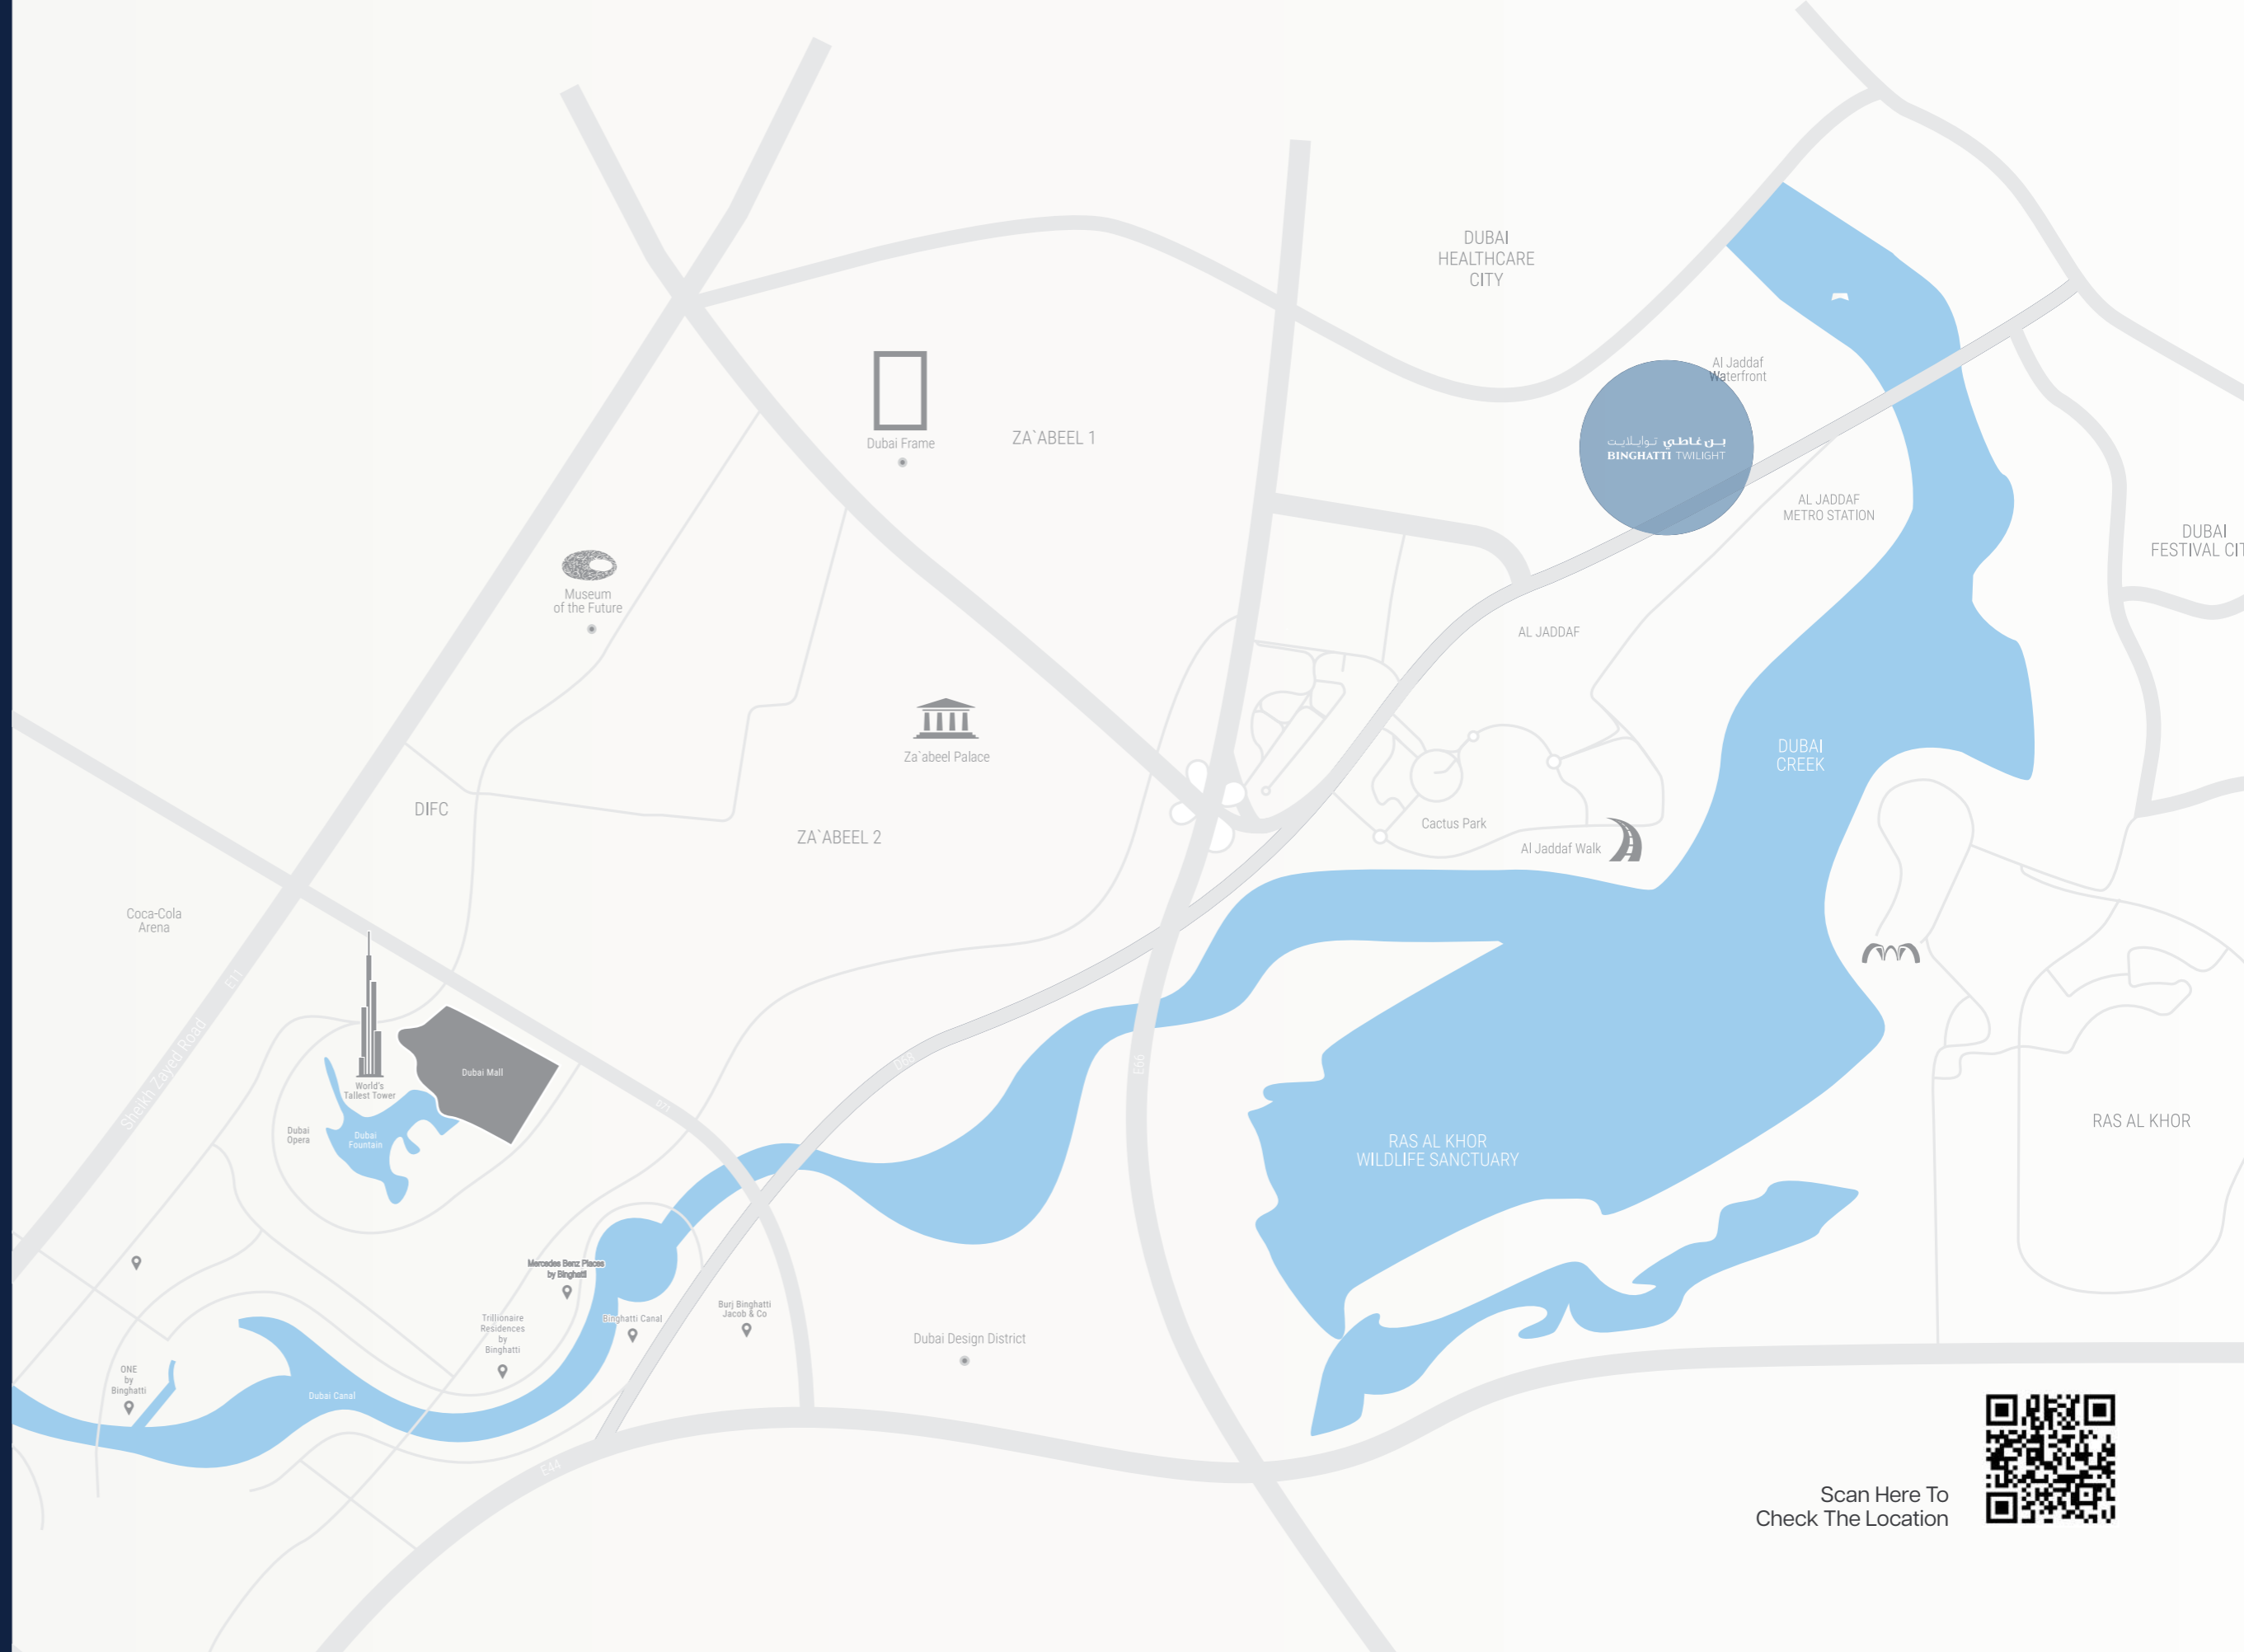 DUBAI
HEALTHCARE
CITY
Al Jaddaf
Waterfront
Dubai Frame
ZA`ABEEL 1
بن غاطي توايلايت
BINGHATTI TWILIGHT
AL JADDAF
METRO STATION
DUBAI
FESTIVAL CIT
Museum
of the Future
AL JADDAF
Za`abeel Palace
DUBAI
CREEK
DIFC
ZA`ABEEL 2
Cactus Park
Al Jaddaf Walk
Coca-Cola
Arena
E11
Sheikh Zayed Road
Dubai Mall
World's
Tallest Tower
D68
E66
D71
Dubai
Opera
Dubai
Fountain
RAS AL KHOR
WILDLIFE SANCTUARY
RAS AL KHOR
Mercedes Benz Places
by Binghatti
Trillionaire
Residences
by
Binghatti
Binghatti Canal
Burj Binghatti
Jacob & Co
Dubai Design District
ONE
by
Binghatti
Dubai Canal
E44
Scan Here To
Check The Location